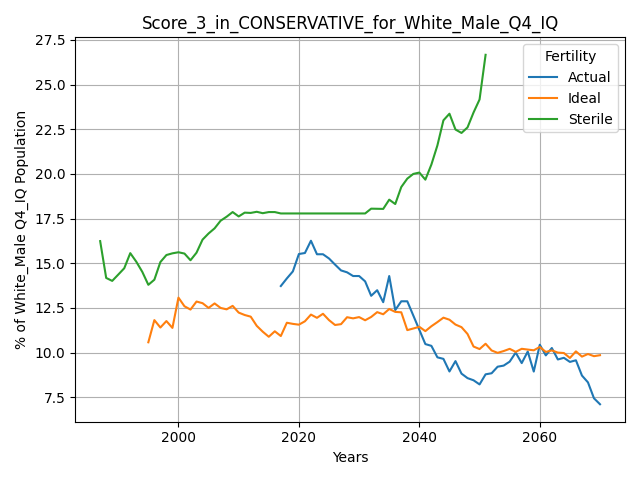 Score_3_in_CONSERVATIVE_for_White_Male_Q4_IQ
27.5
25.0
22.5
20.0
17.5
15.0
12.5
10.0
7.5
% of White_Male Q4_IQ Population
Fertility
Actual
Ideal
Sterile
2000
2020
2040
2060
Years